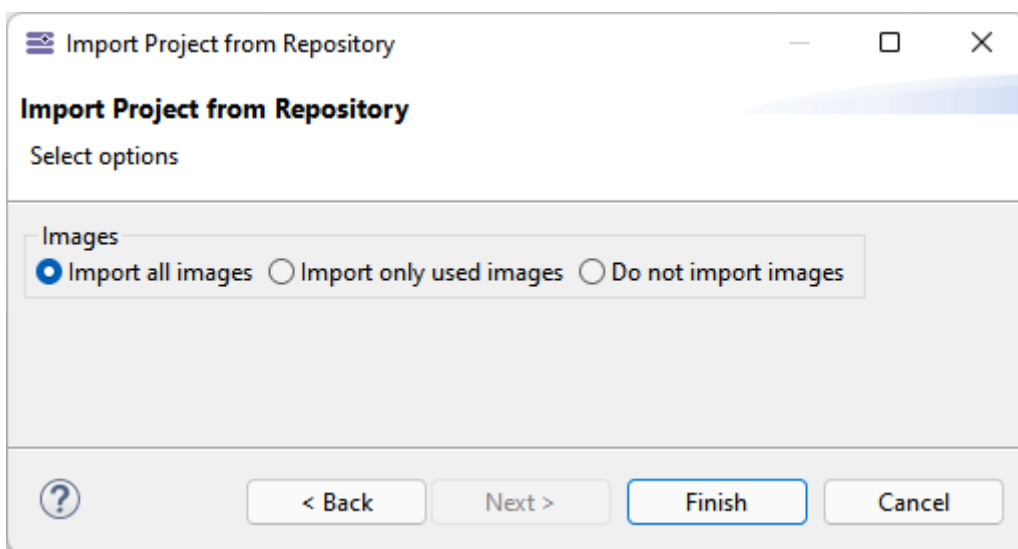 Import Project from Repository
Import Project from Repository
Select options
Images
Import all images Import only used images Do not import images
? < Back Next > Finish Cancel